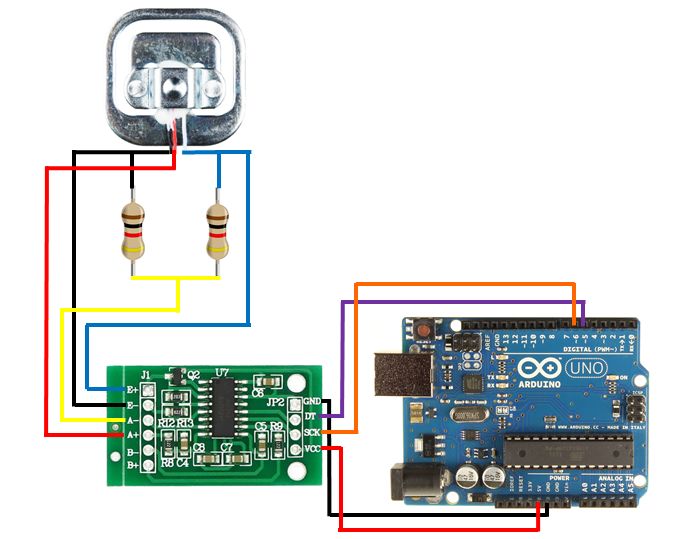 J1
E+
E-
A-
A+
B-
B+
Q2
U7
C6
JP2
GND
DT
SCK
VCC
R12 R13
C5 R9
R8 C4
C8
C7
AREF
GND
13
12
~11
~10
~9
8
7
~6
~5
4
~3
2
TX→1
RX←0
DIGITAL (PWM~)
L
TX
RX
ARDUINO
UNO
ON
ICSP
WWW.ARDUINO.CC - MADE IN ITALY
IOREF
RESET
3.3V
5V
GND
GND
Vin
POWER
ANALOG IN
A0
A1
A2
A3
A4
A5